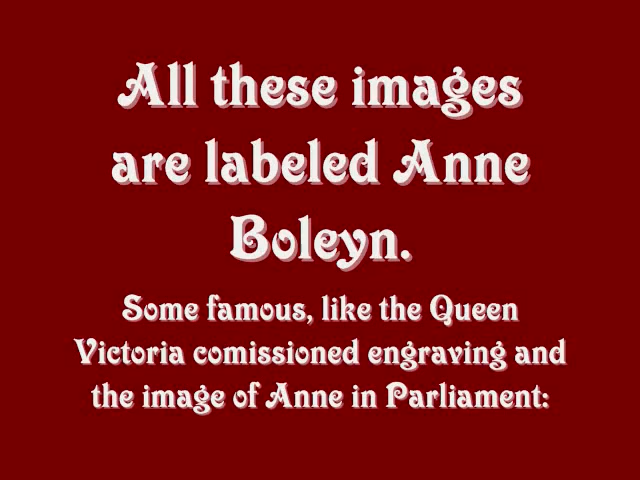 All these images
are labeled Anne
Boleyn.
Some famous, like the Queen
Victoria comissioned engraving and
the image of Anne in Parliament: